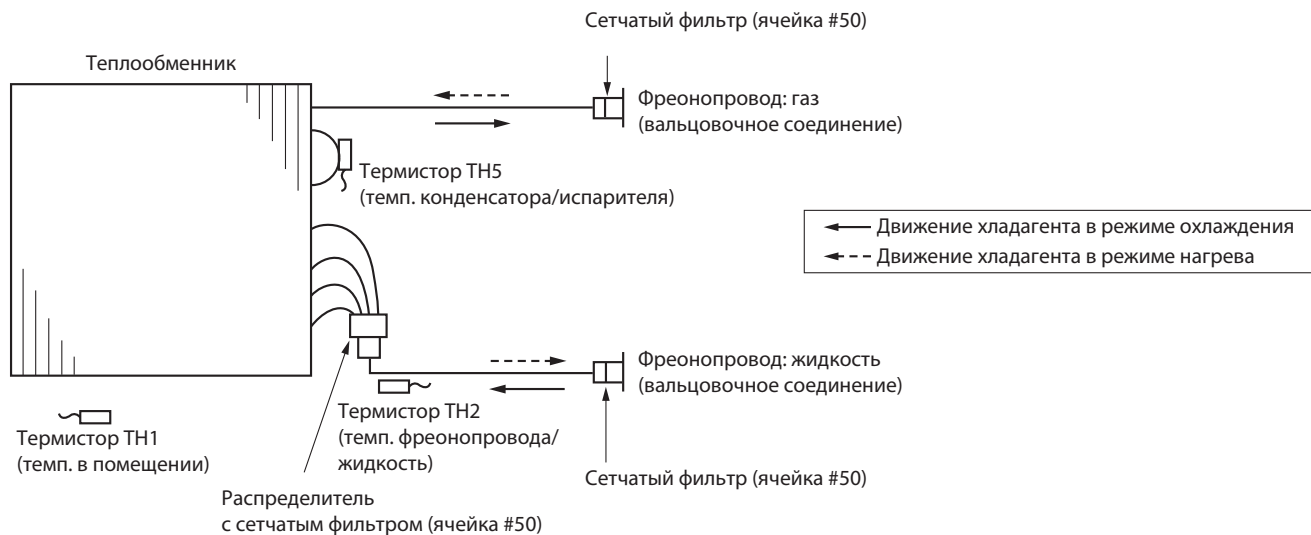 Сетчатый фильтр (ячейка #50)
Теплообменник
Фреонопровод: газ
(вальцовочное соединение)
Термистор TH5
(темп. конденсатора/испарителя)
Движение хладагента в режиме охлаждения
Движение хладагента в режиме нагрева
Фреонопровод: жидкость
(вальцовочное соединение)
Термистор TH2
(темп. фреонопровода/
жидкость)
Термистор TH1
(темп. в помещении)
Сетчатый фильтр (ячейка #50)
Распределитель
с сетчатым фильтром (ячейка #50)